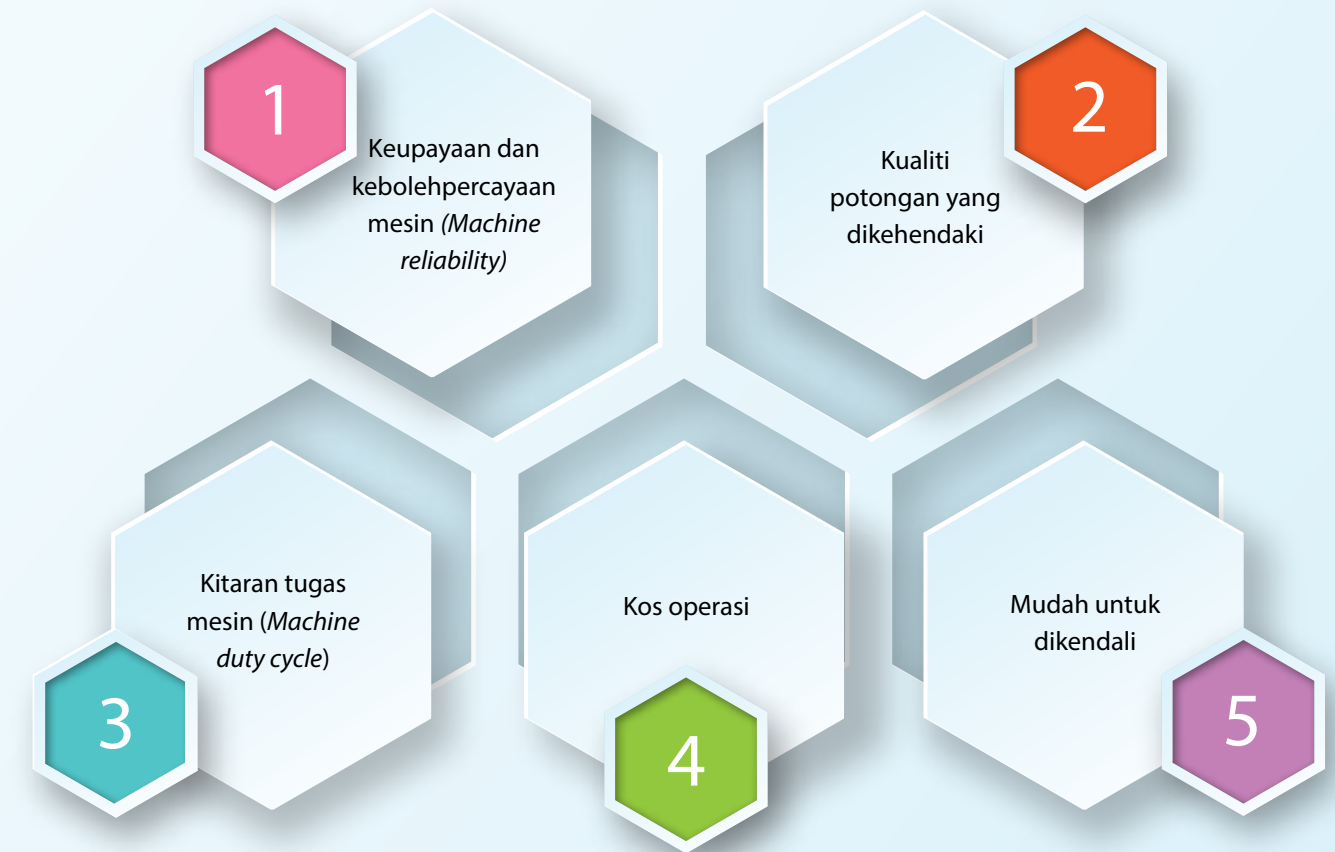 1
Keupayaan dan
kebolehpercayaan
mesin (Machine
reliability)
2
Kualiti
potongan yang
dikehendaki
3
Kitaran tugas
mesin (Machine
duty cycle)
4
Kos operasi
5
Mudah untuk
dikendali